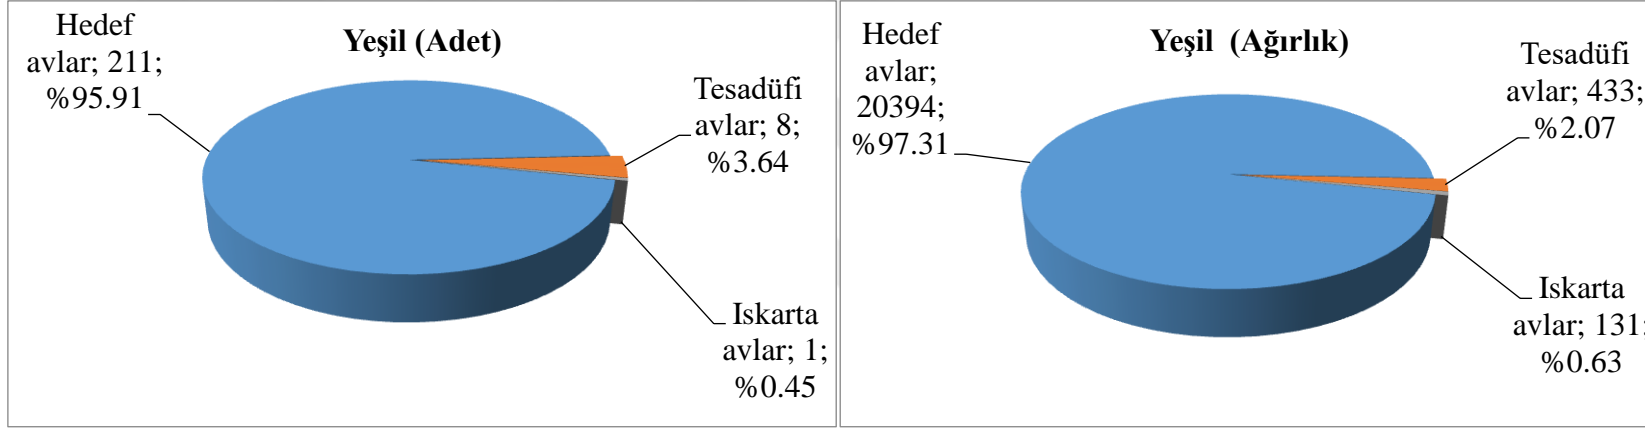 Yeşil (Adet)
Hedef
avlar; 211;
%95.91
Tesadüfi
avlar; 8;
%3.64
Iskarta
avlar; 1;
%0.45
Yeşil  (Ağırlık)
Hedef
avlar;
20394;
%97.31
Tesadüfi
avlar; 433;
%2.07
Iskarta
avlar; 131;
%0.63